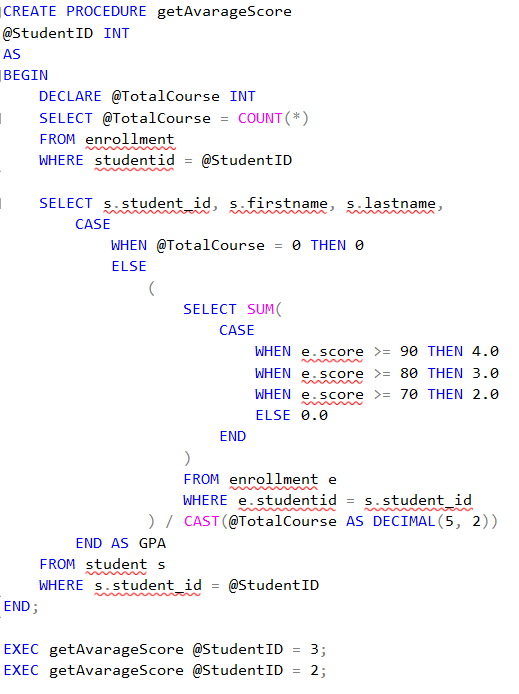 CREATE PROCEDURE getAvarageScore
@StudentID INT
AS
BEGIN
    DECLARE @TotalCourse INT
    SELECT @TotalCourse = COUNT(*)
    FROM enrollment
    WHERE studentid = @StudentID

    SELECT s.student_id, s.firstname, s.lastname,
        CASE
            WHEN @TotalCourse = 0 THEN 0
            ELSE
                (
                    SELECT SUM(
                        CASE
                            WHEN e.score >= 90 THEN 4.0
                            WHEN e.score >= 80 THEN 3.0
                            WHEN e.score >= 70 THEN 2.0
                            ELSE 0.0
                        END
                    )
                    FROM enrollment e
                    WHERE e.studentid = s.student_id
                ) / CAST(@TotalCourse AS DECIMAL(5, 2))
        END AS GPA
    FROM student s
    WHERE s.student_id = @StudentID
END;

EXEC getAvarageScore @StudentID = 3;
EXEC getAvarageScore @StudentID = 2;